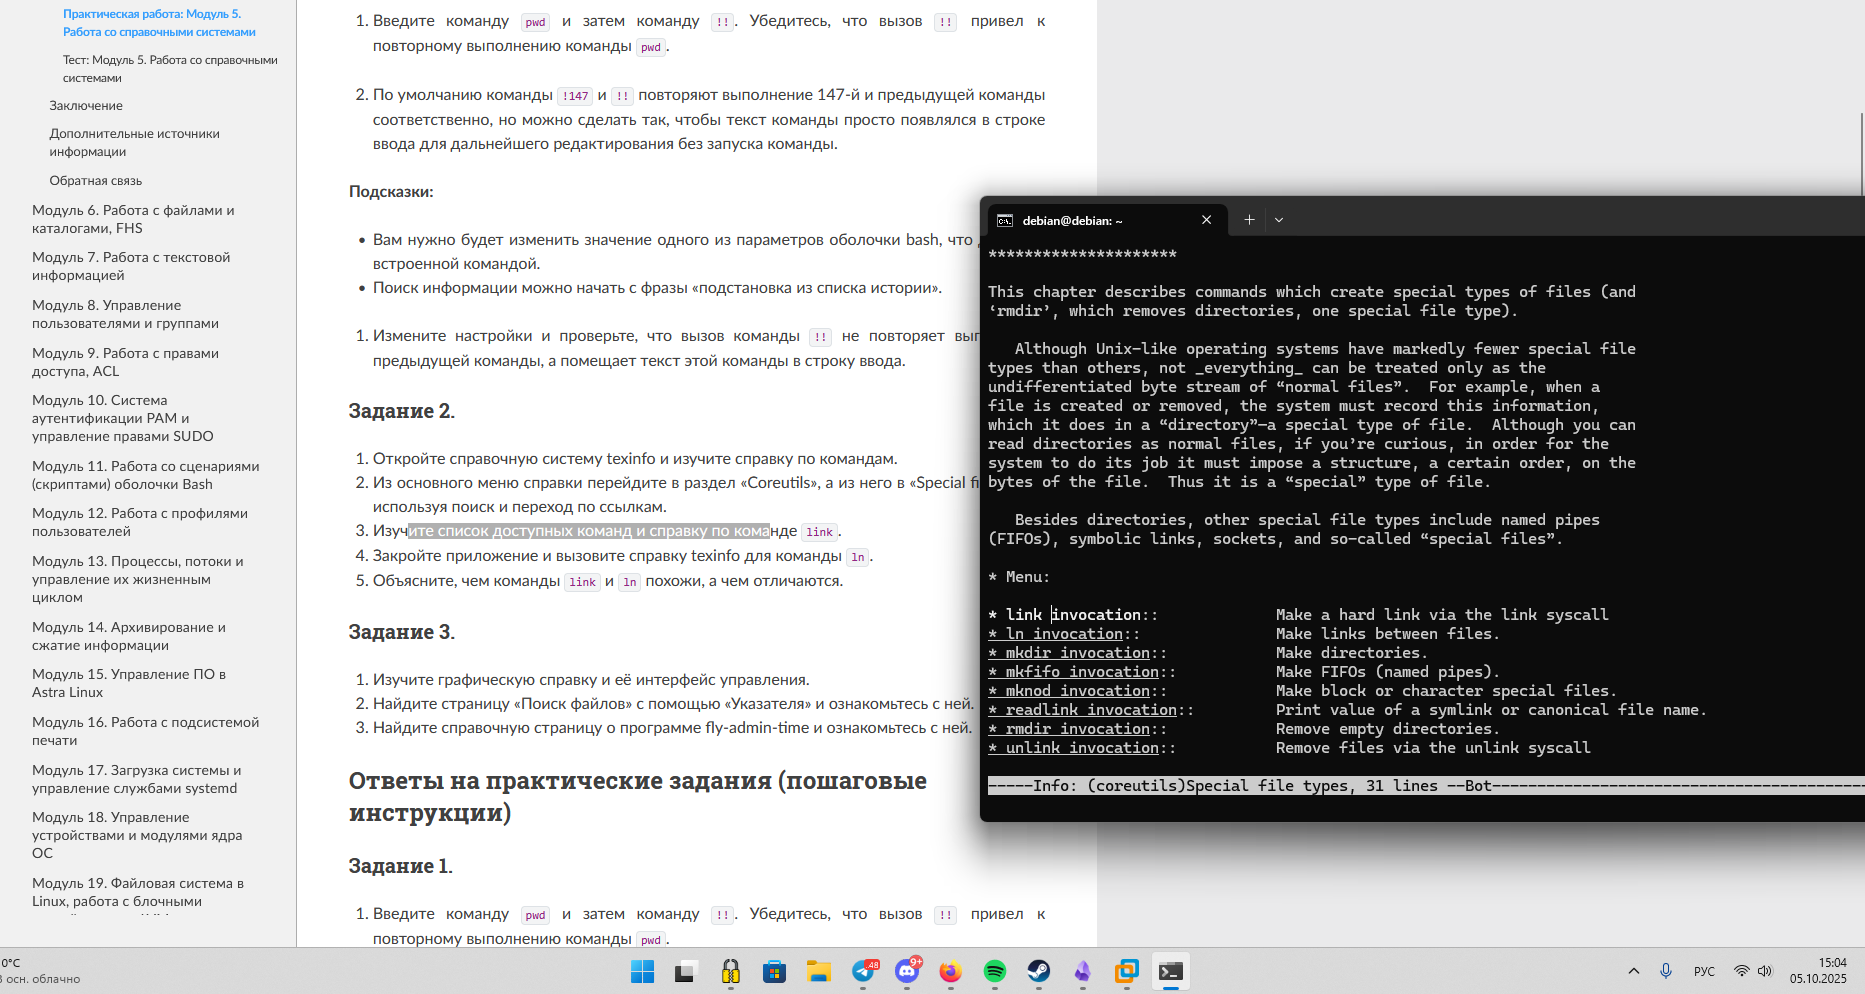 Практическая работа: Модуль 5.
Работа со справочными системами
Тест: Модуль 5. Работа со справочными
системами
Заключение
Дополнительные источники
информации
Обратная связь
Модуль 6. Работа с файлами и
каталогами, FHS
Модуль 7. Работа с текстовой
информацией
Модуль 8. Управление
пользователями и группами
Модуль 9. Работа с правами
доступа, ACL
Модуль 10. Система
аутентификации PAM и
управление правами SUDO
Модуль 11. Работа со сценариями
(скриптами) оболочки Bash
Модуль 12. Работа с профилями
пользователей
Модуль 13. Процессы, потоки и
управление их жизненным
циклом
Модуль 14. Архивирование и
сжатие информации
Модуль 15. Управление ПО в
Astra Linux
Модуль 16. Работа с подсистемой
печати
Модуль 17. Загрузка системы и
управление службами systemd
Модуль 18. Управление
устройствами и модулями ядра
ОС
Модуль 19. Файловая система в
Linux, работа с блочными
1. Введите команду pwd и затем команду !!. Убедитесь, что вызов !! привел к
повторному выполнению команды pwd.
2. По умолчанию команды !147 и !! повторяют выполнение 147-й и предыдущей команды
соответственно, но можно сделать так, чтобы текст команды просто появлялся в строке
ввода для дальнейшего редактирования без запуска команды.
Подсказки:
• Вам нужно будет изменить значение одного из параметров оболочки bash, что
встроенной командой.
• Поиск информации можно начать с фразы «подстановка из списка истории».
1. Измените настройки и проверьте, что вызов команды !! не повторяет вып
предыдущей команды, а помещает текст этой команды в строку ввода.
Задание 2.
1. Откройте справочную систему texinfo и изучите справку по командам.
2. Из основного меню справки перейдите в раздел «Coreutils», а из него в «Special fi
используя поиск и переход по ссылкам.
3. Изучите список доступных команд и справку по команде link.
4. Закройте приложение и вызовите справку texinfo для команды ln.
5. Объясните, чем команды link и ln похожи, а чем отличаются.
Задание 3.
1. Изучите графическую справку и её интерфейс управления.
2. Найдите страницу «Поиск файлов» с помощью «Указателя» и ознакомьтесь с ней.
3. Найдите справочную страницу о программе fly-admin-time и ознакомьтесь с ней.
Ответы на практические задания (пошаговые
инструкции)
Задание 1.
1. Введите команду pwd и затем команду !!. Убедитесь, что вызов !! привел к
повторному выполнению команды pwd.
debian@debian: ~
*********************
This chapter describes commands which create special types of files (and
‘rmdir’, which removes directories, one special file type).
Although Unix-like operating systems have markedly fewer special file
types than others, not _everything_ can be treated only as the
undifferentiated byte stream of “normal files”.  For example, when a
file is created or removed, the system must record this information,
which it does in a “directory”—a special type of file.  Although you can
read directories as normal files, if you’re curious, in order for the
system to do its job it must impose a structure, a certain order, on the
bytes of the file.  Thus it is a “special” type of file.
Besides directories, other special file types include named pipes
(FIFOs), symbolic links, sockets, and so-called “special files”.
* Menu:
* link invocation:: Make a hard link via the link syscall
* ln invocation:: Make links between files.
* mkdir invocation:: Make directories.
* mkfifo invocation:: Make FIFOs (named pipes).
* mknod invocation:: Make block or character special files.
* readlink invocation:: Print value of a symlink or canonical file name.
* rmdir invocation:: Remove empty directories.
* unlink invocation:: Remove files via the unlink syscall
-----Info: (coreutils)Special file types, 31 lines --Bot-----------------------------------------
0°C
В осн. облачно
48
9+
РУС
15:04
05.10.2025